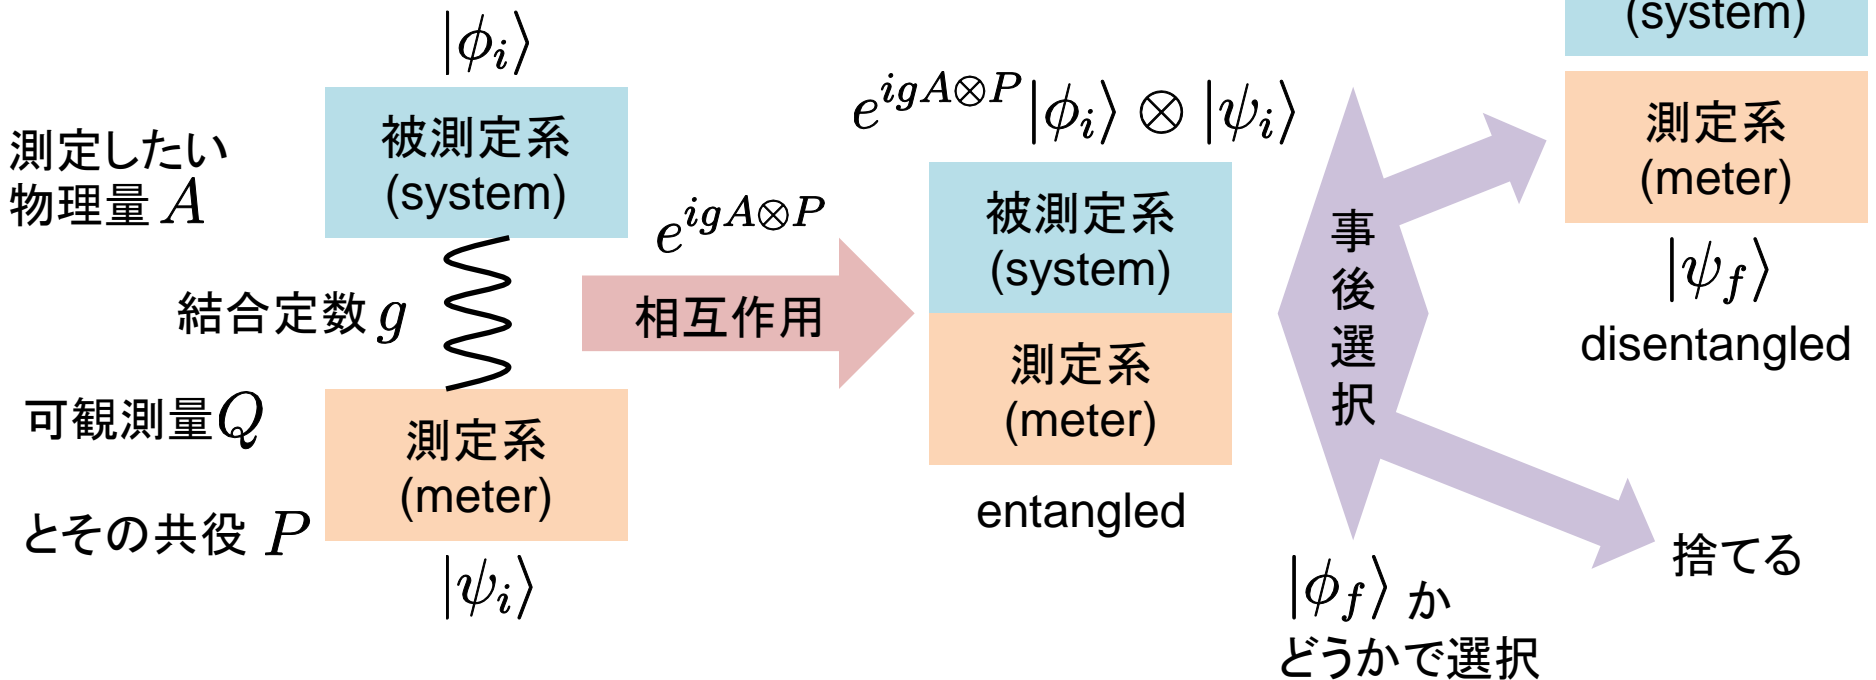 |ϕ_i⟩
測定したい
物理量 A
被測定系
(system)
結合定数 g
可観測量Q
とその共役 P
測定系
(meter)
|ψ_i⟩
e^{igA⊗P}
相互作用
e^{igA⊗P}|ϕ_i⟩ ⊗ |ψ_i⟩
被測定系
(system)
測定系
(meter)
entangled
事後選択
|ϕ_f⟩ か
どうかで選択
(system)
測定系
(meter)
|ψ_f⟩
disentangled
捨てる